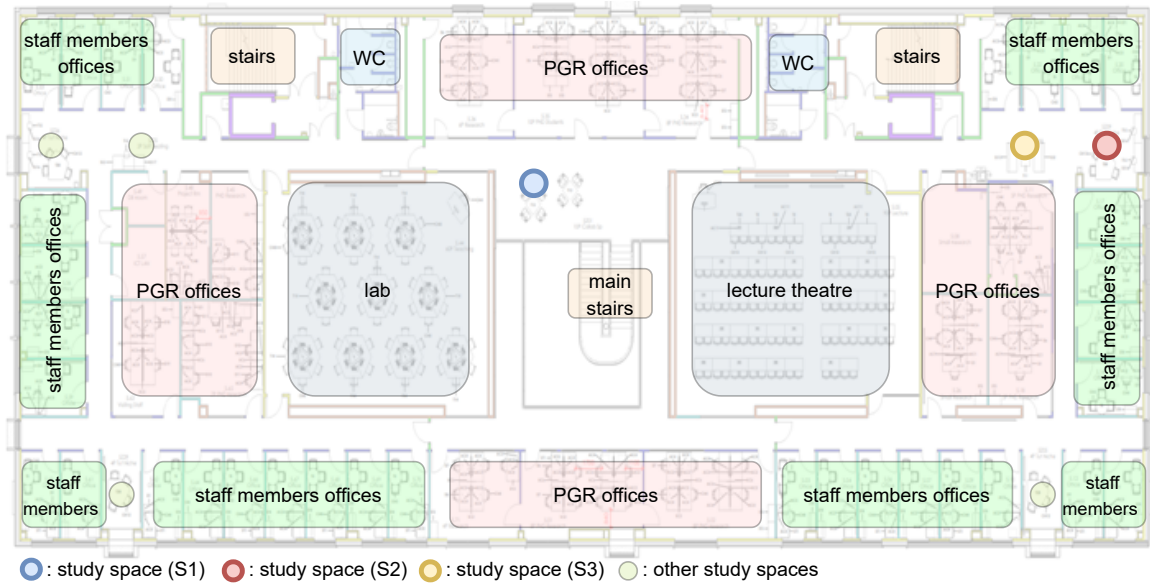 staff members
offices
stairs
WC
PGR offices
WC
stairs
staff members
offices
staff members offices
PGR offices
lab
main
stairs
lecture theatre
PGR offices
staff members offices
staff
members
staff members offices
PGR offices
staff members offices
staff
members
: study space (S1)
: study space (S2)
: study space (S3)
: other study spaces